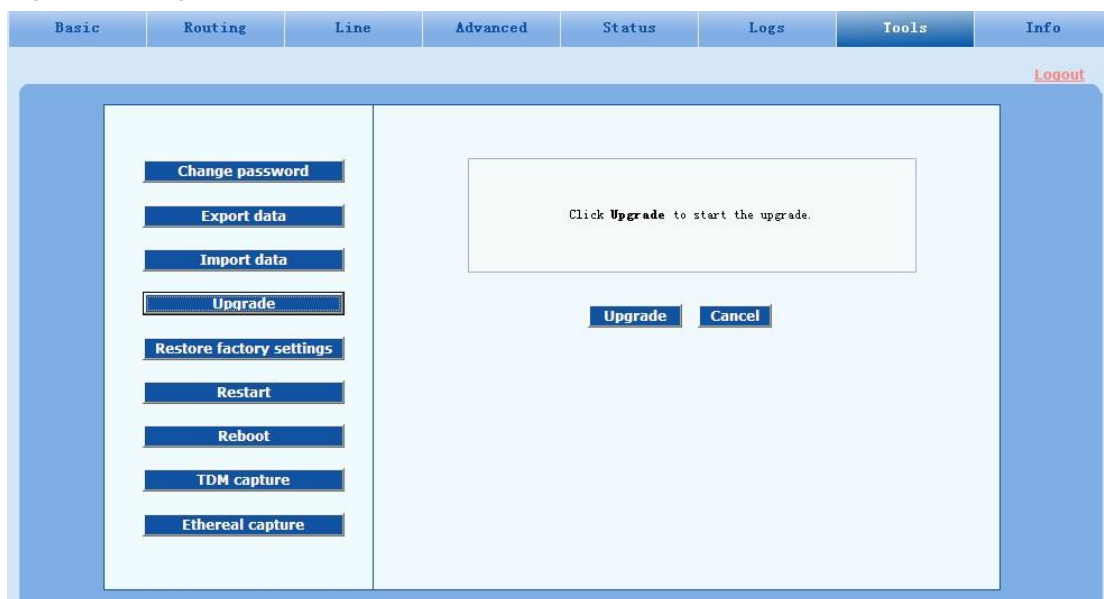 Basic Routing Line Advanced Status Logs Tools Info
Logout
Change password
Export data
Import data
Upgrade
Restore factory settings
Restart
Reboot
TDM capture
Ethereal capture
Click Upgrade to start the upgrade.
Upgrade Cancel